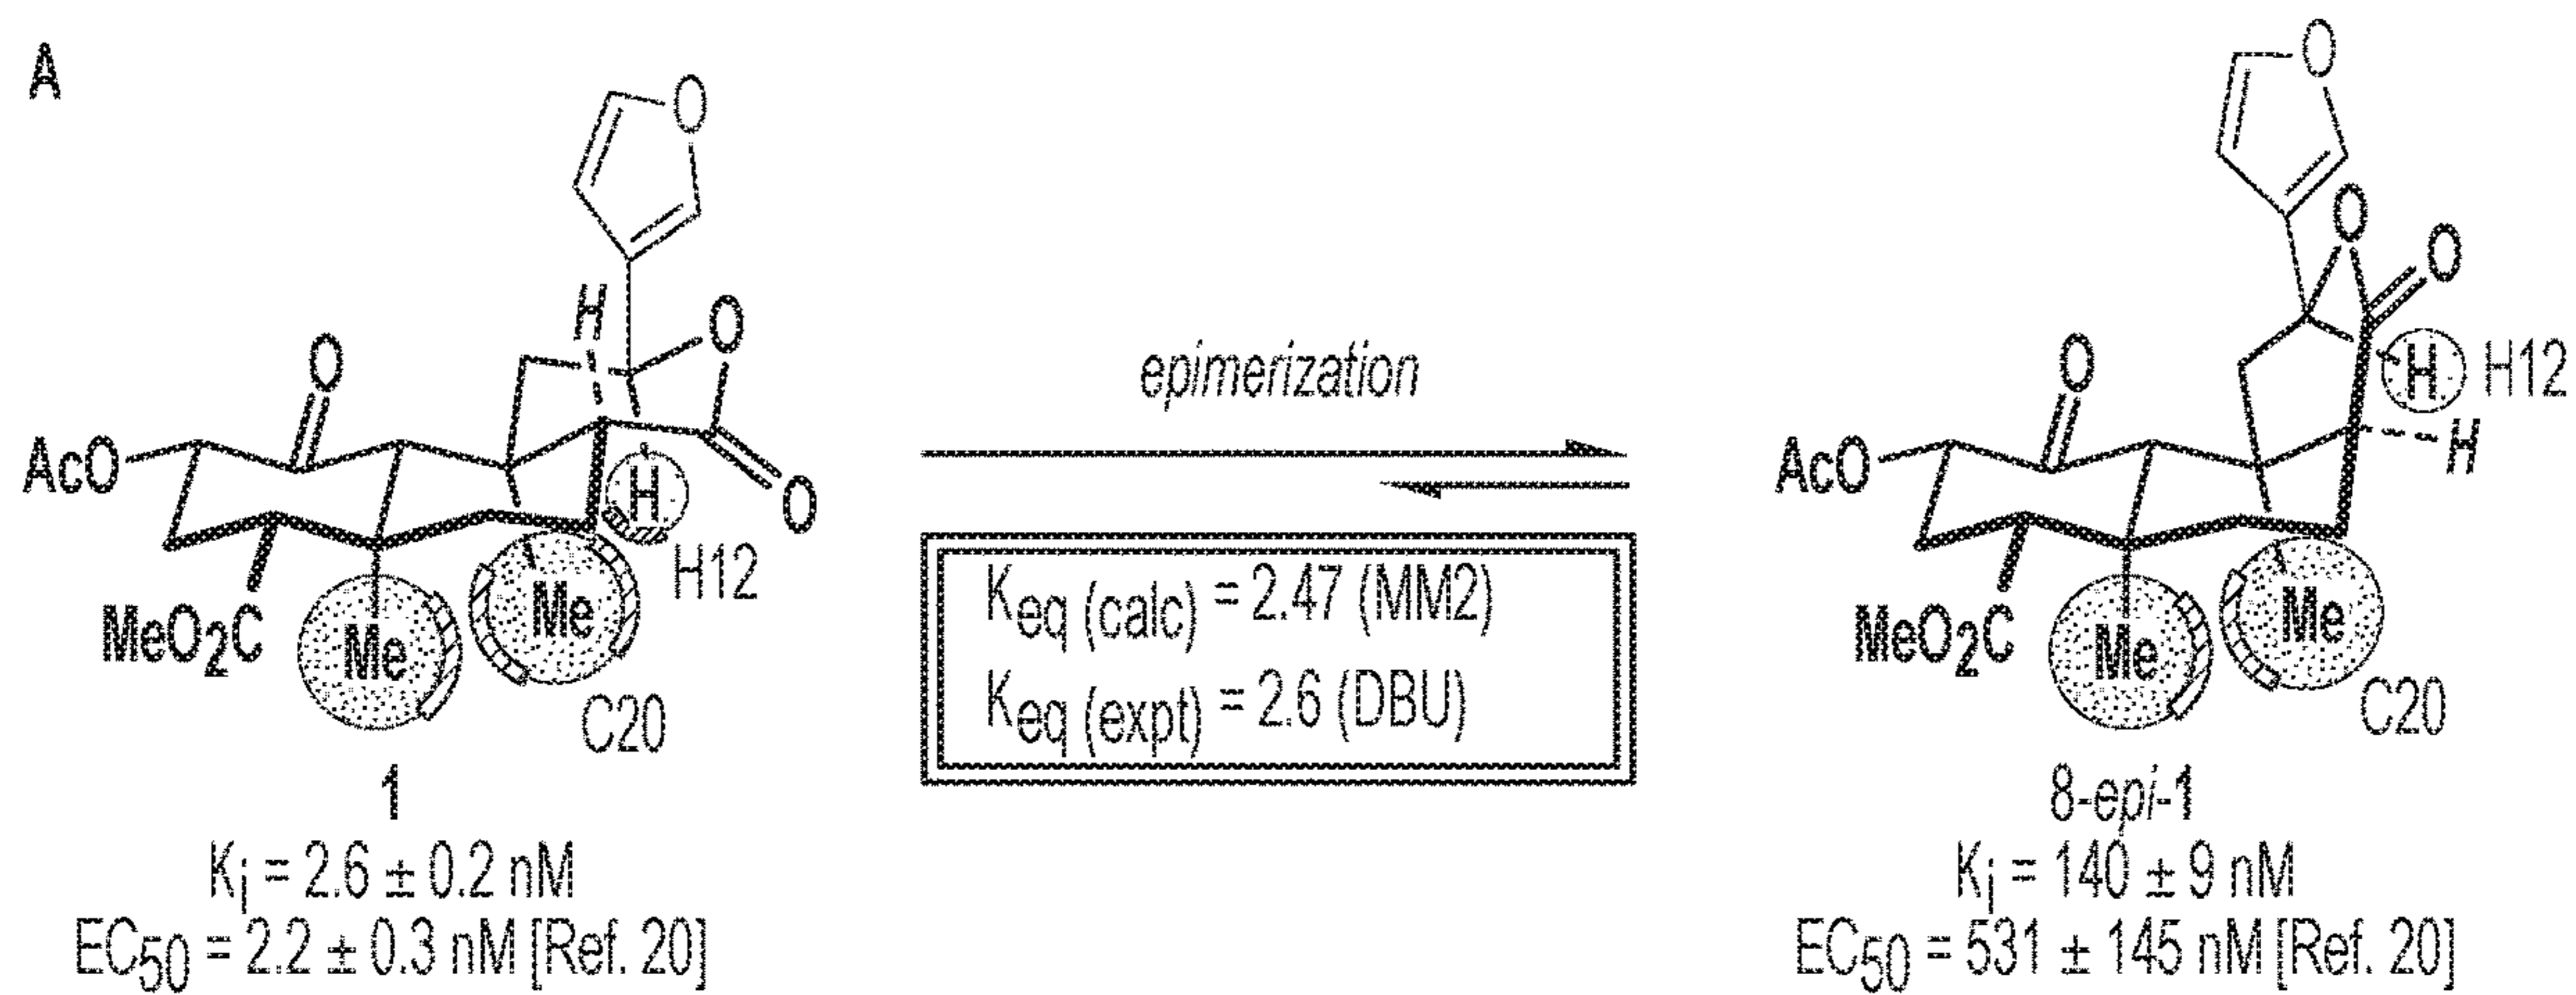 A
O
H
O
O
AcO
O
H
H12
MeO2C
Me
Me
C20
1
Ki = 2.6 ± 0.2 nM
EC50 = 2.2 ± 0.3 nM [Ref. 20]
epimerization
Keq (calc) = 2.47 (MM2)
Keq (expt) = 2.6 (DBU)
O
O
O
O
H
H12
H
AcO
MeO2C
Me
Me
C20
8-epi-1
Ki = 140 ± 9 nM
EC50 = 531 ± 145 nM [Ref. 20]